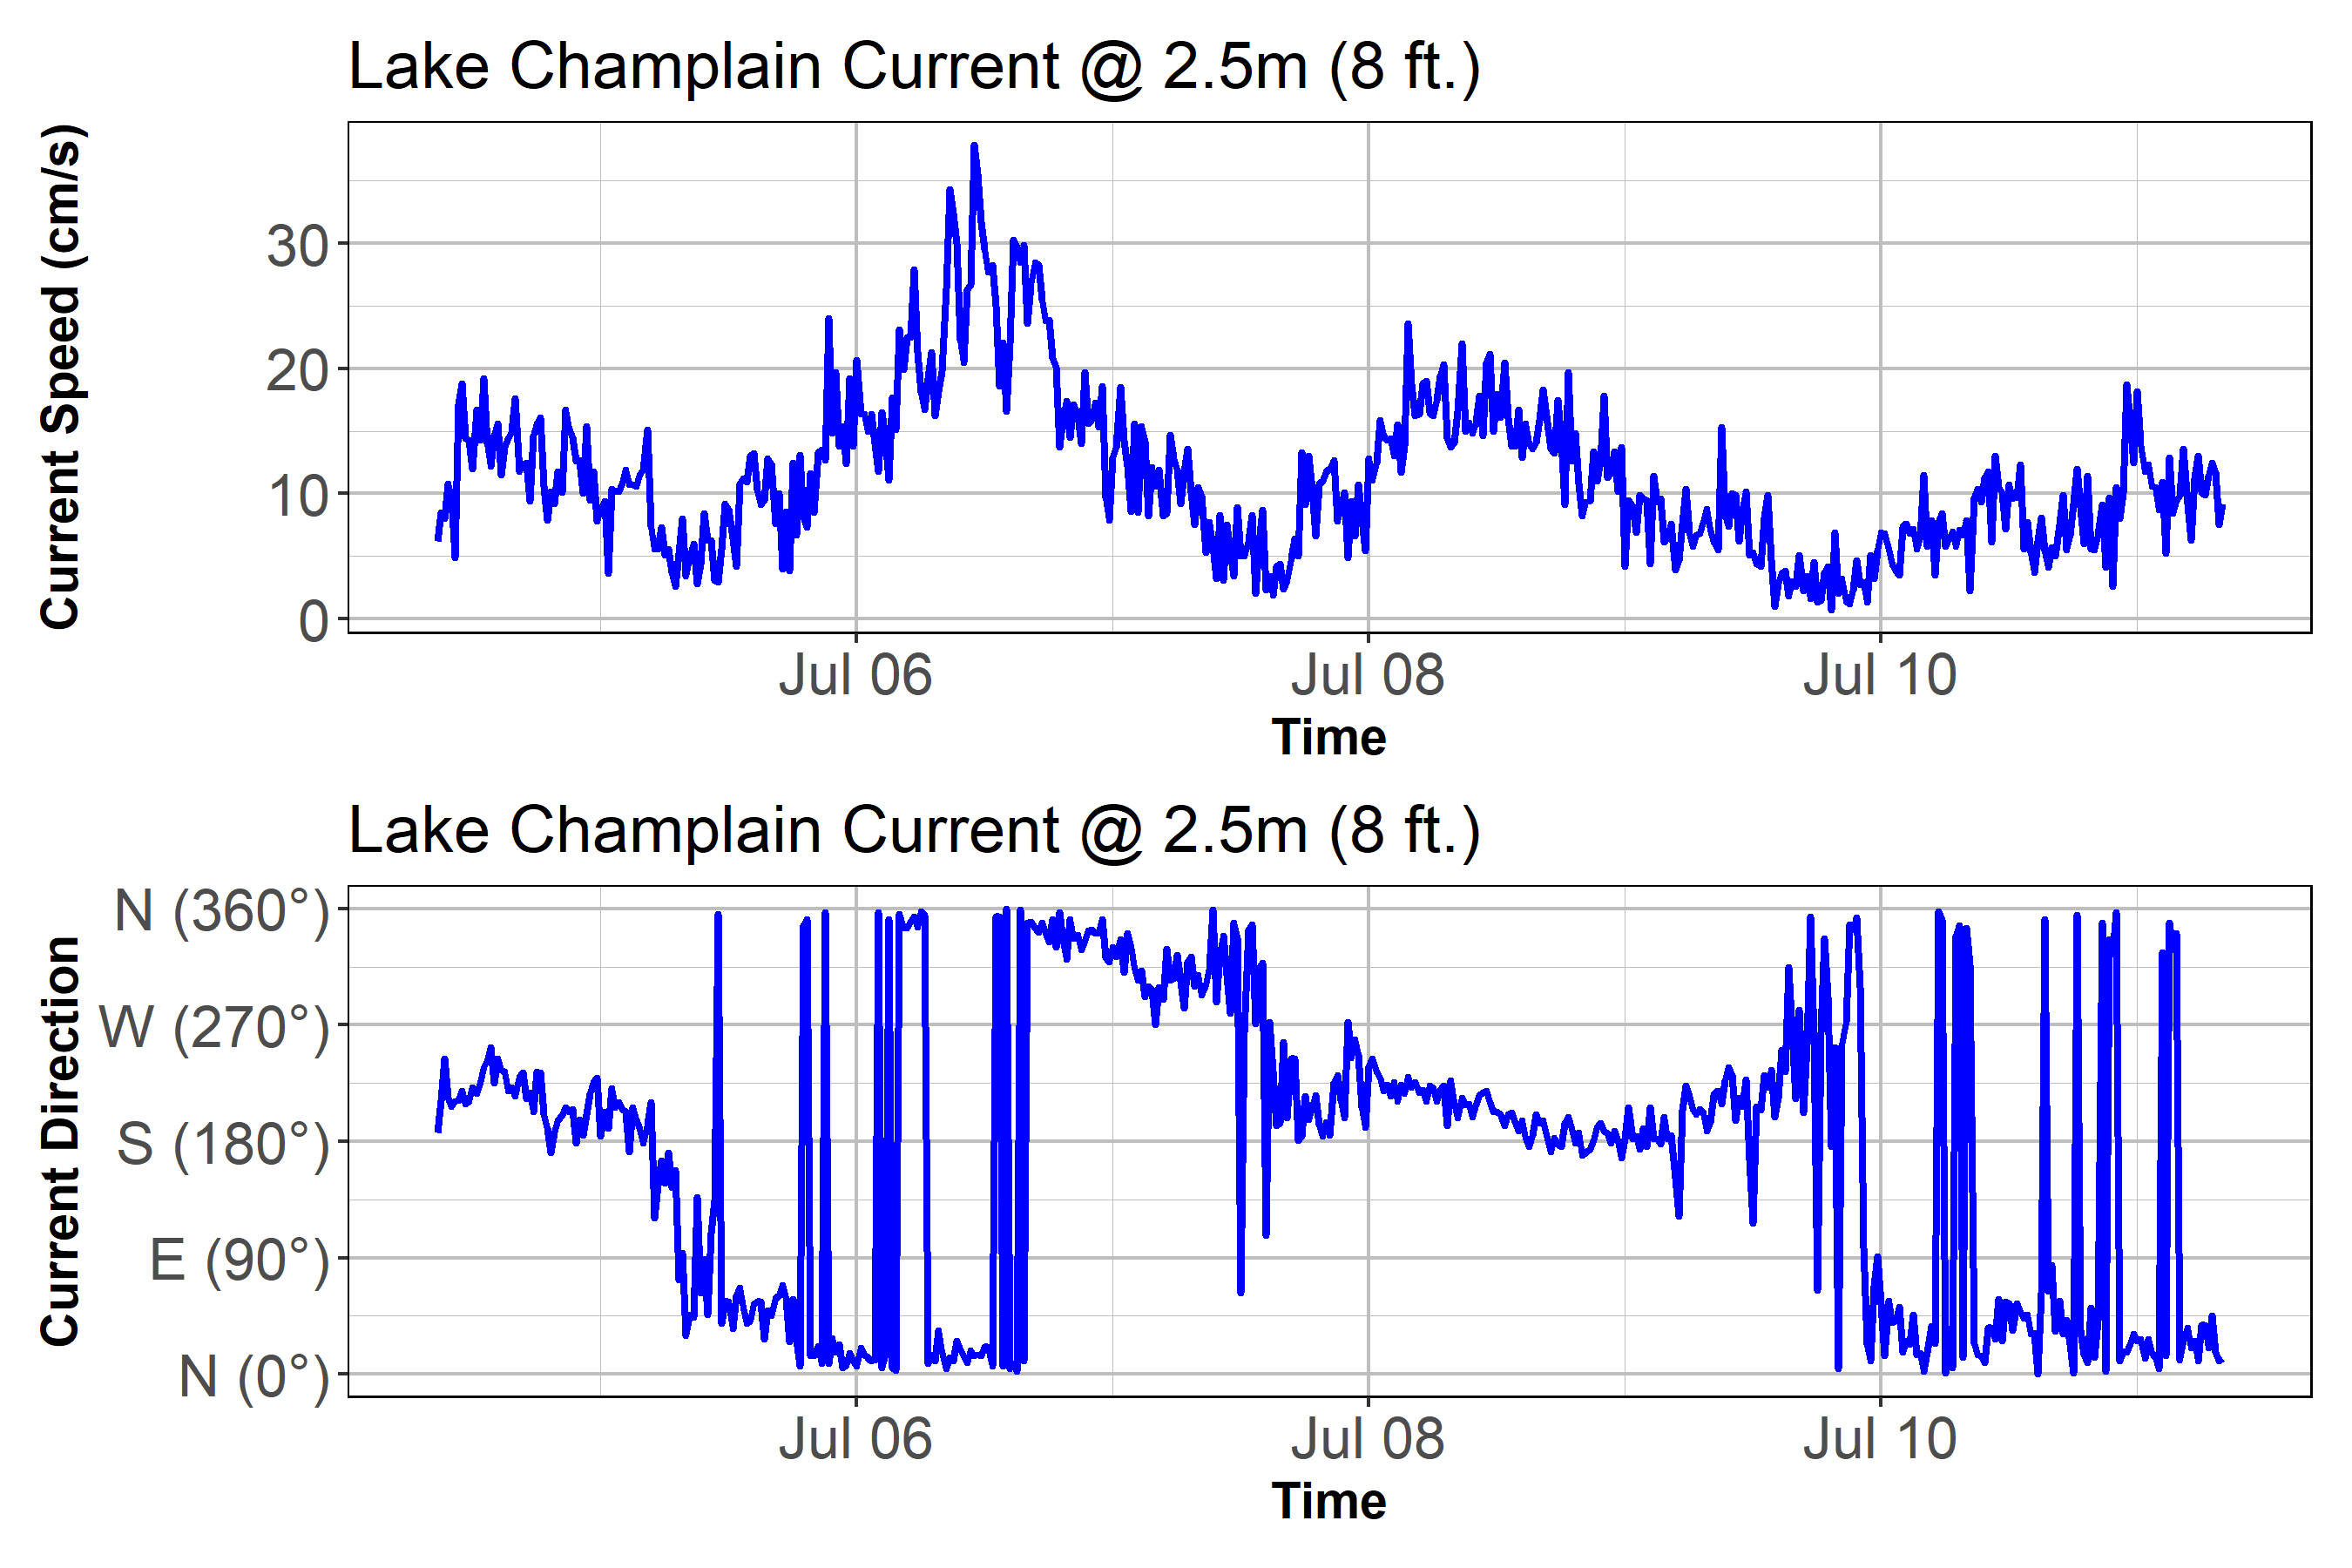 Lake Champlain Current @ 2.5m (8 ft.)
Current Speed (cm/s)
30
20
10
0
Jul 06 Jul 08 Jul 10
Time
Lake Champlain Current @ 2.5m (8 ft.)
Current Direction
N (360°)
W (270°)
S (180°)
E (90°)
N (0°)
Jul 06 Jul 08 Jul 10
Time